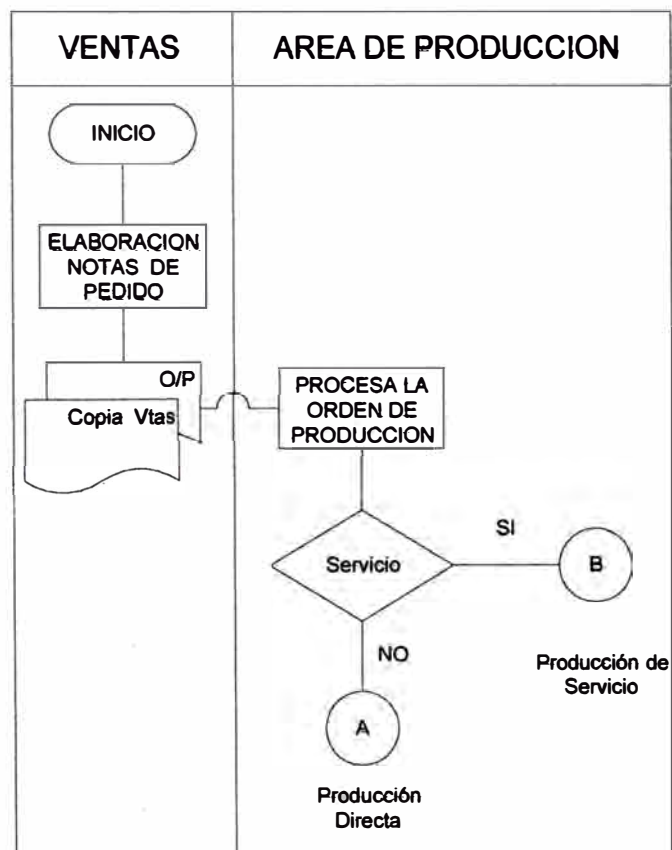 VENTAS
AREA DE PRODUCCION
INICIO
ELABORACION
NOTAS DE
PEDIDO
O/P
Copia Vtas
PROCESA LA
ORDEN DE
PRODUCCION
Servicio
SI
B
Producción de
Servicio
NO
A
Producción
Directa